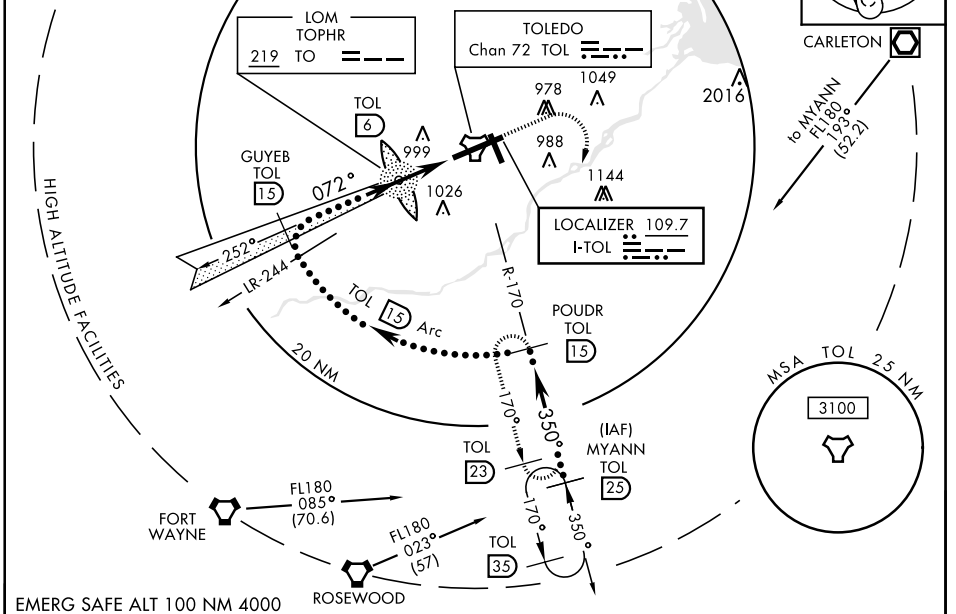 LOM
TOPHR
219 TO
TOLEDO
Chan 72 TOL
CARLETON
to MYANN
FL180
193°
(52.2)
2016
1049
978
988
1144
TOL
6
999
1026
GUYEB
TOL
15
072°
252°
LR-244
LOCALIZER 109.7
I-TOL
R-170
TOL 15 Arc
20 NM
HIGH ALTITUDE FACILITIES
POUDR
TOL
15
170°
350°
(IAF)
MYANN
TOL
25
TOL
23
170°
350°
TOL
35
MSA TOL 25 NM
3100
FORT
WAYNE
FL180
085°
(70.6)
FL180
023°
(57)
ROSEWOOD
EMERG SAFE ALT 100 NM 4000